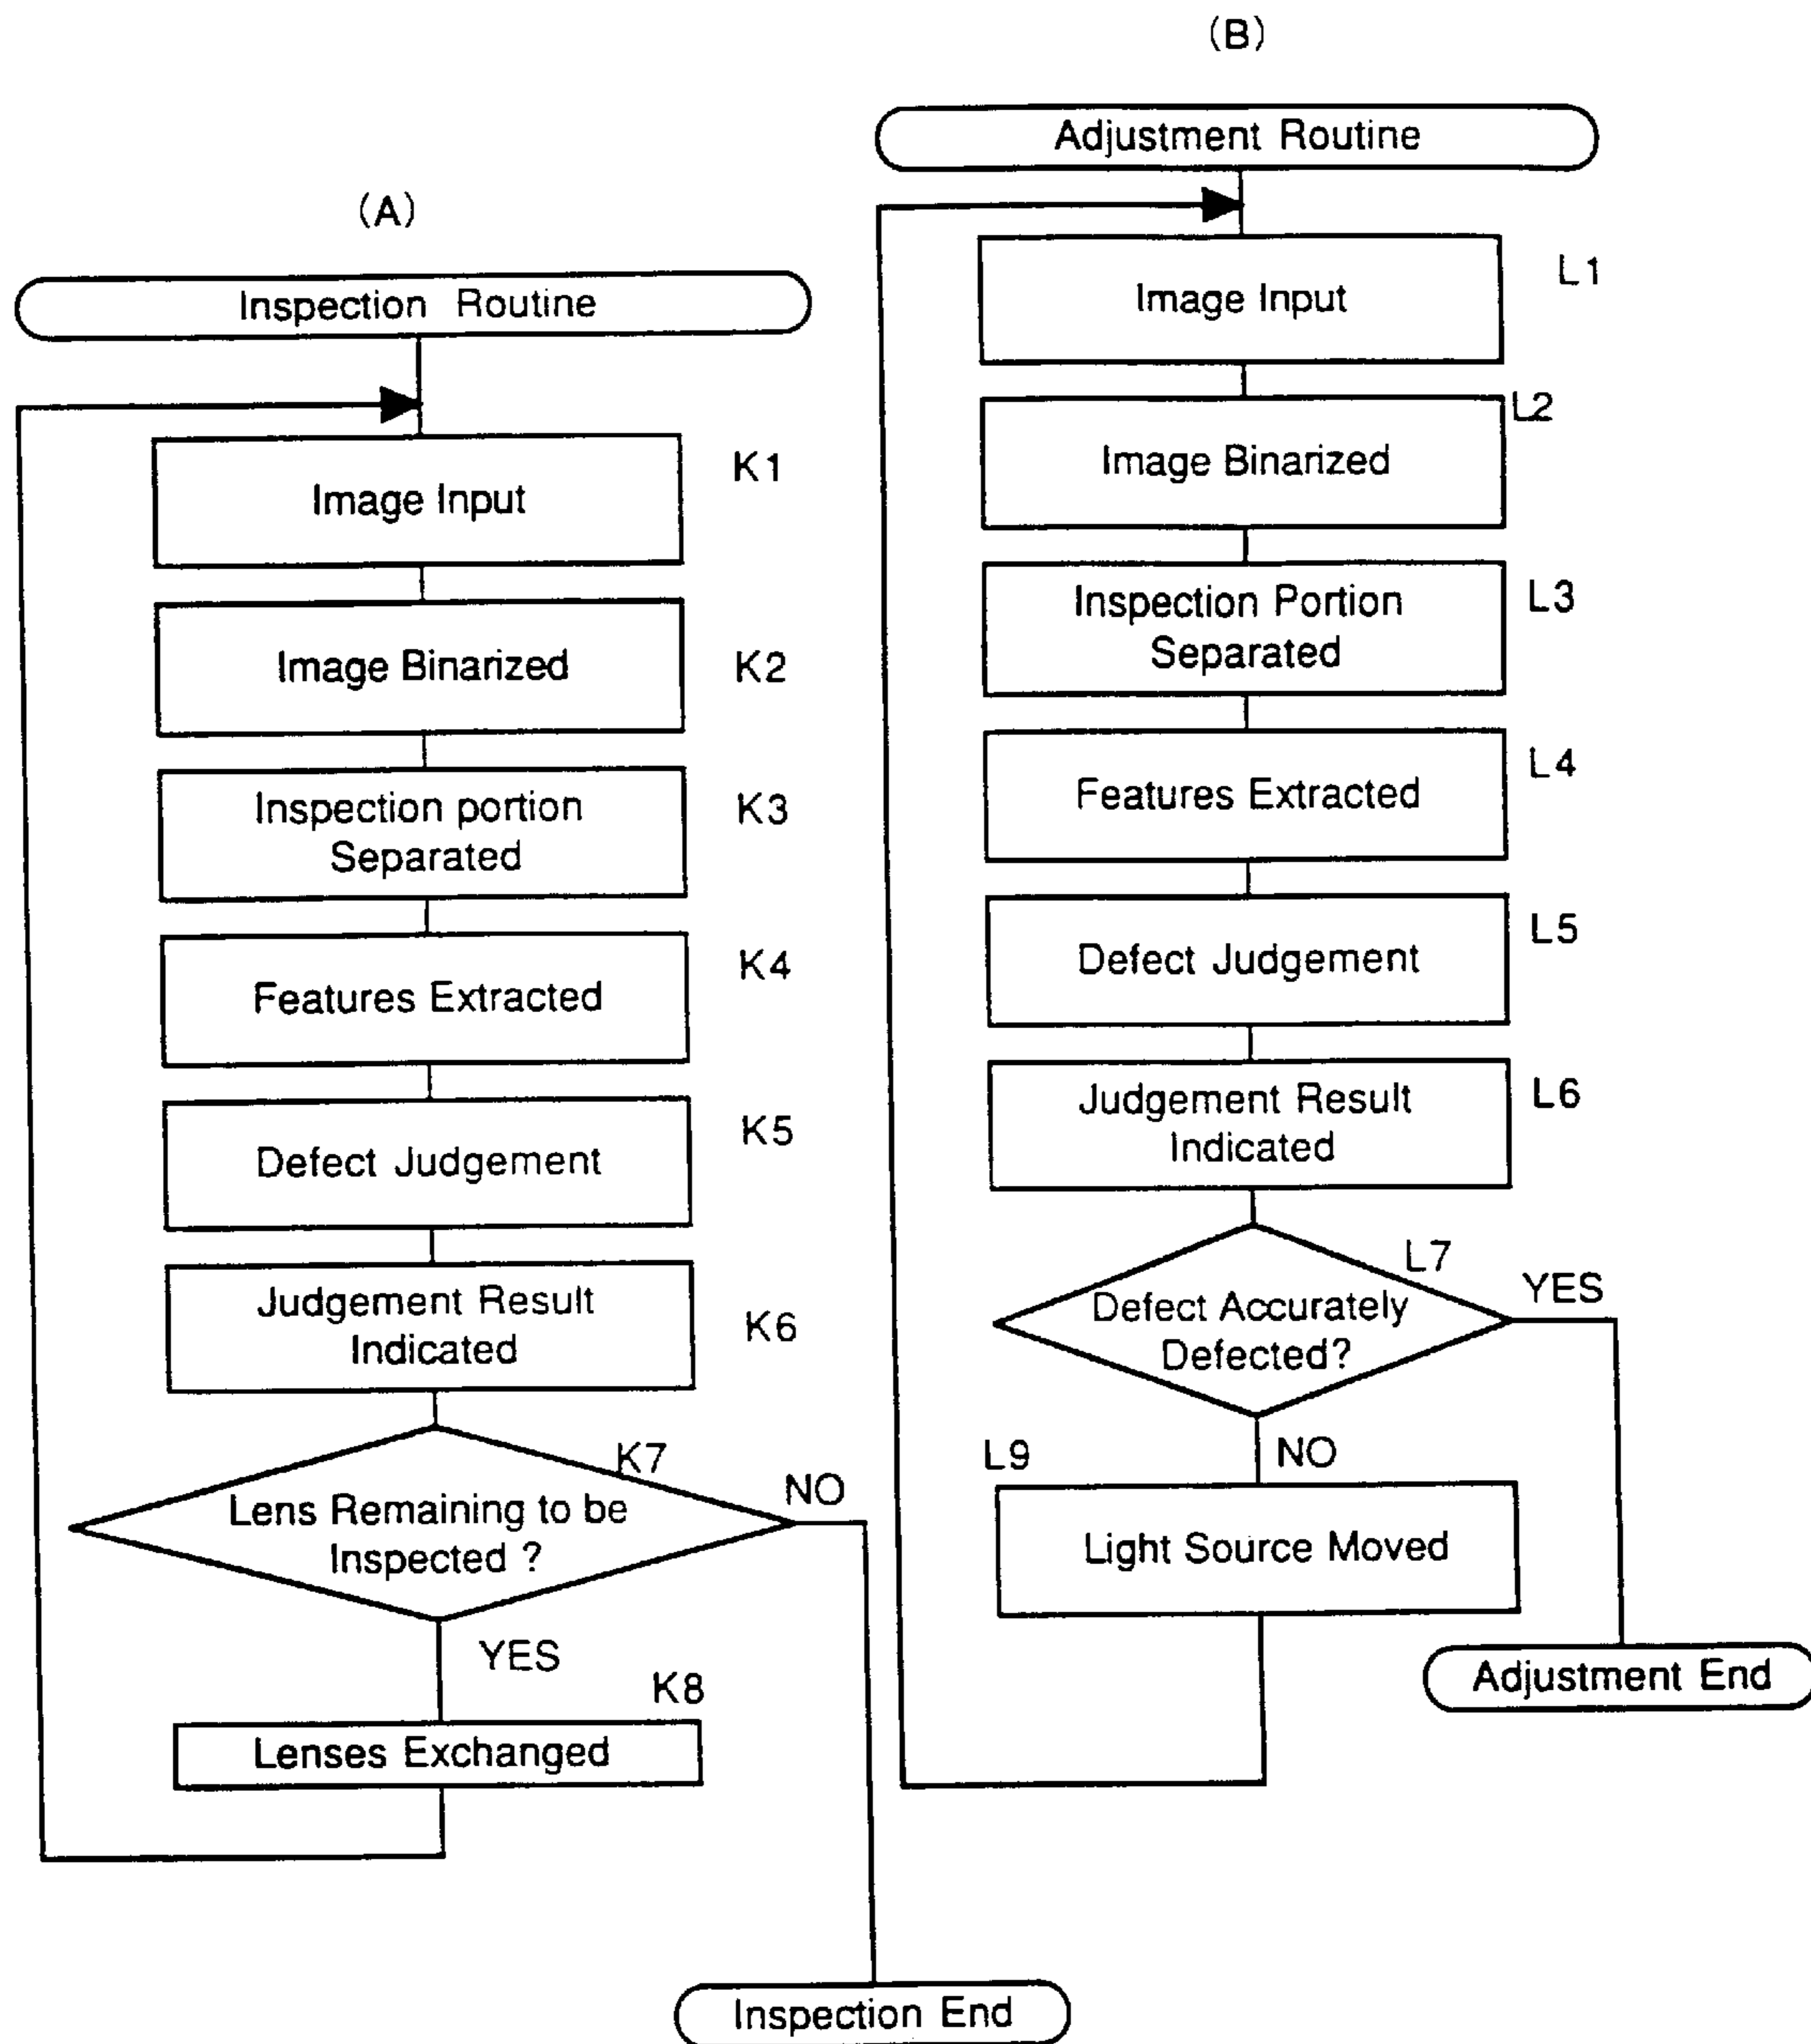 (A)
Inspection Routine
Image Input
K1
Image Binarized
K2
Inspection portion
Separated
K3
Features Extracted
K4
Defect Judgement
K5
Judgement Result
Indicated
K6
K7
Lens Remaining to be
Inspected ?
NO
YES
K8
Lenses Exchanged
Inspection End
(B)
Adjustment Routine
Image Input
L1
Image Binarized
L2
Inspection Portion
Separated
L3
Features Extracted
L4
Defect Judgement
L5
Judgement Result
Indicated
L6
L7
Defect Accurately
Defected?
YES
NO
L9
Light Source Moved
Adjustment End